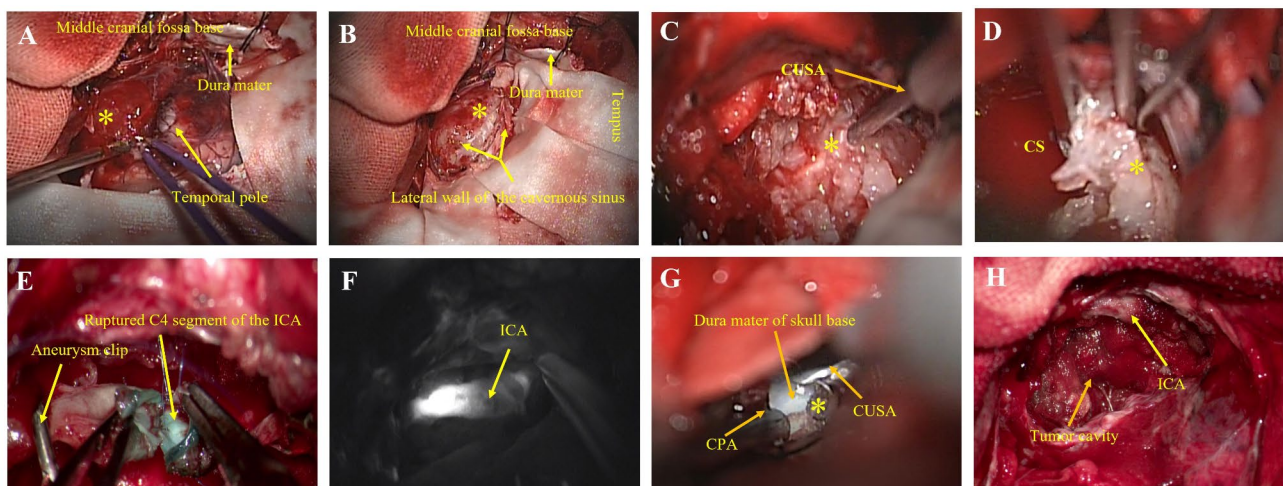 A
Middle cranial fossa base
Dura mater
*
Temporal pole
B
Middle cranial fossa base
Dura mater
*
Tempus
Lateral wall of the cavernous sinus
C
CUSA
*
D
CS
*
E
Ruptured C4 segment of the ICA
Aneurysm clip
F
ICA
G
Dura mater of skull base
*
CUSA
CPA
H
ICA
Tumor cavity